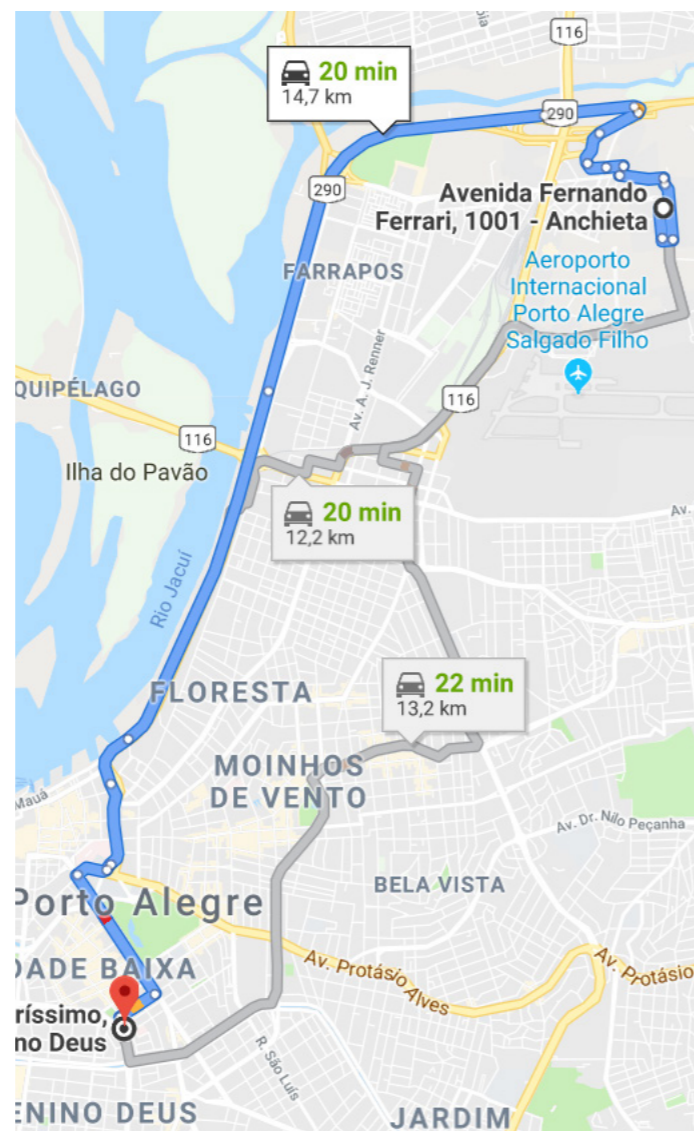 116
20 min
14,7 km
290
290
Avenida Fernando
Ferrari, 1001 - Anchieta
FARRAPOS
Aeroporto
Internacional
Porto Alegre
Salgado Filho
Av. A. J. Renner
QUIPÉLAGO
116
116
Ilha do Pavão
20 min
12,2 km
Av.
Rio Jacuí
22 min
13,2 km
FLORESTA
MOINHOS
DE VENTO
Mauá
Av. Dr. Nilo Peçanha
BELA VISTA
Porto Alegre
Av. Protásio Alves
Av. Protásio
DADE BAIXA
ríssimo,
no Deus
R. São Luís
ENINO DEUS
JARDIM